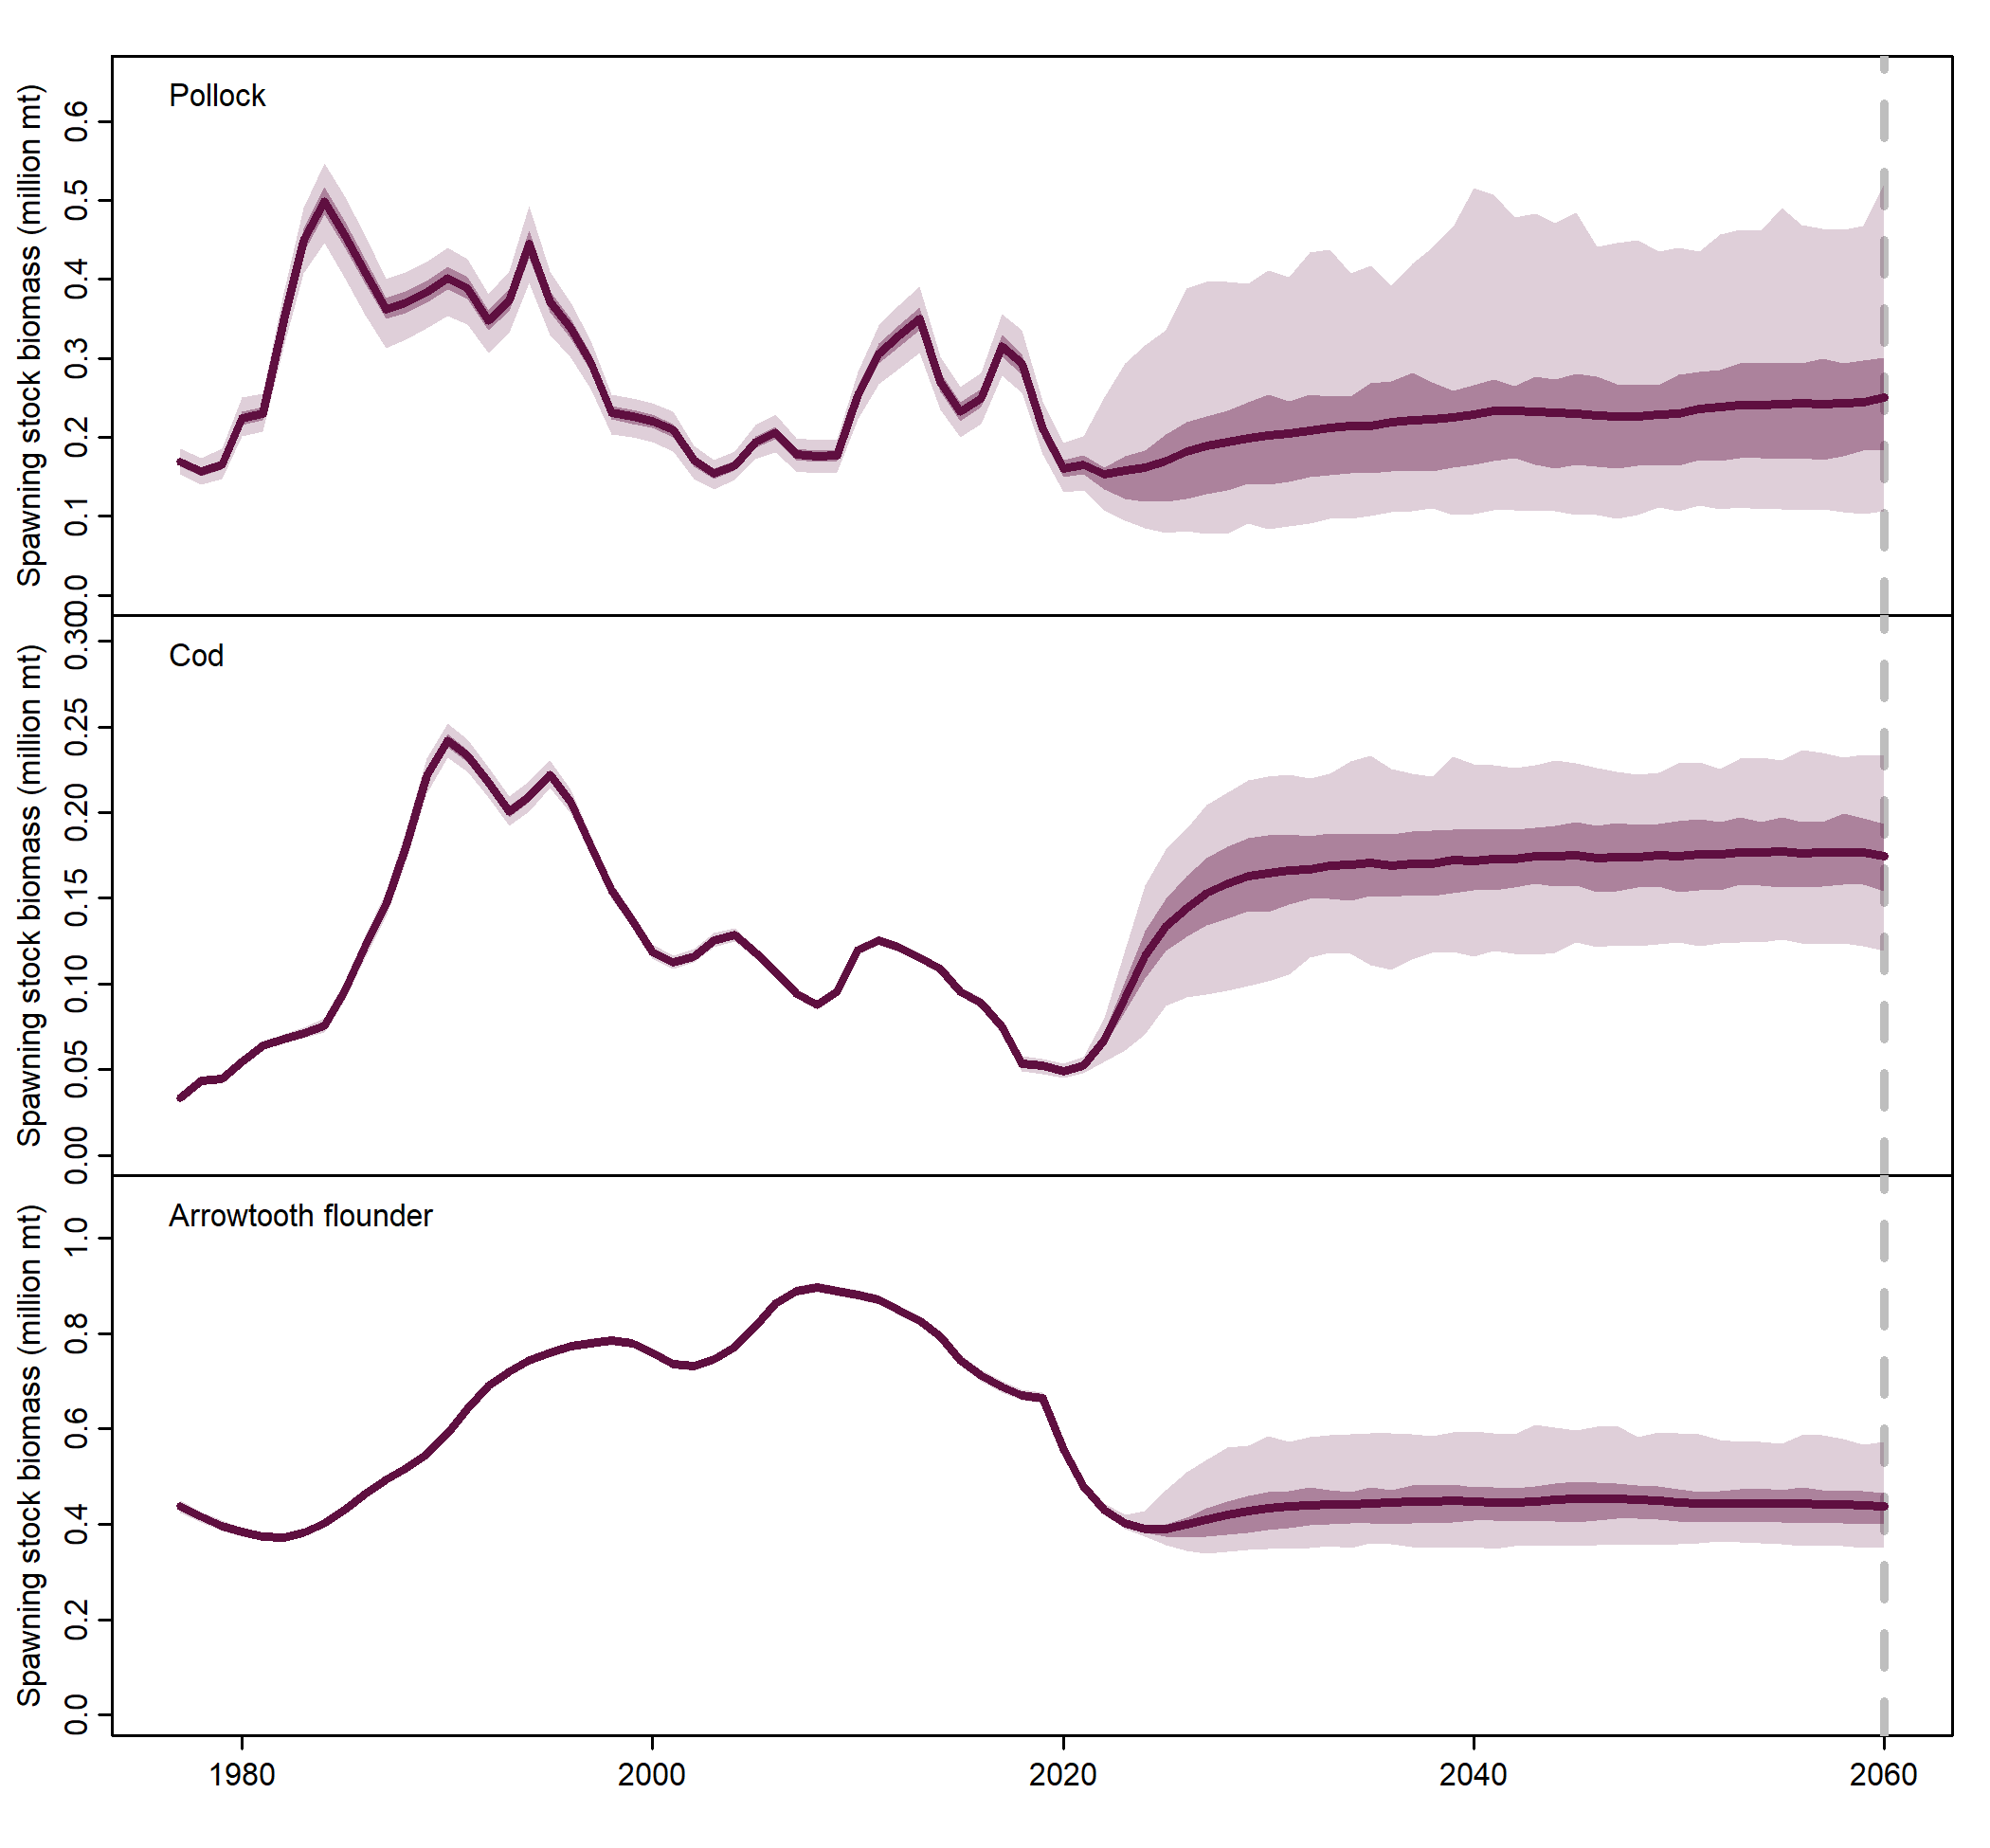 Pollock
Spawning stock biomass (million mt)
0.6
0.5
0.4
0.3
0.2
0.1
0.0
Cod
Spawning stock biomass (million mt)
0.30
0.25
0.20
0.15
0.10
0.05
0.00
Arrowtooth flounder
Spawning stock biomass (million mt)
1.0
0.8
0.6
0.4
0.2
0.0
1980 2000 2020 2040 2060